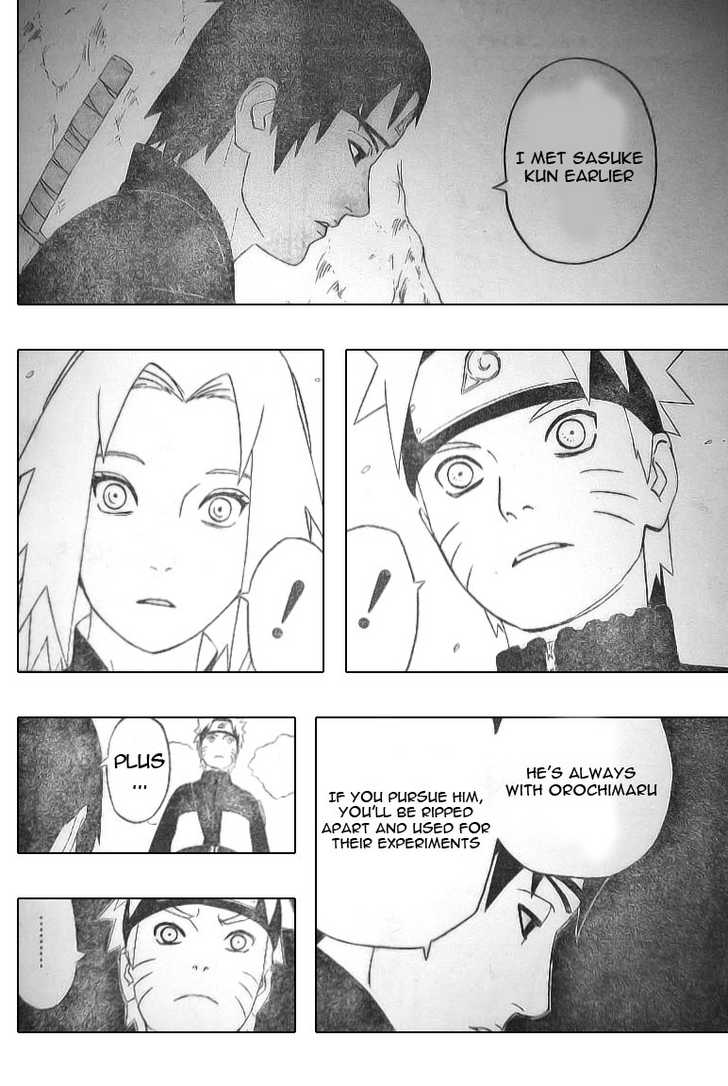 I MET SASUKE
KUN EARLIER
!
!
HE'S ALWAYS
WITH OROCHIMARU
IF YOU PURSUE HIM,
YOU'LL BE RIPPED
APART AND USED FOR
THEIR EXPERIMENTS
PLUS
...
.........